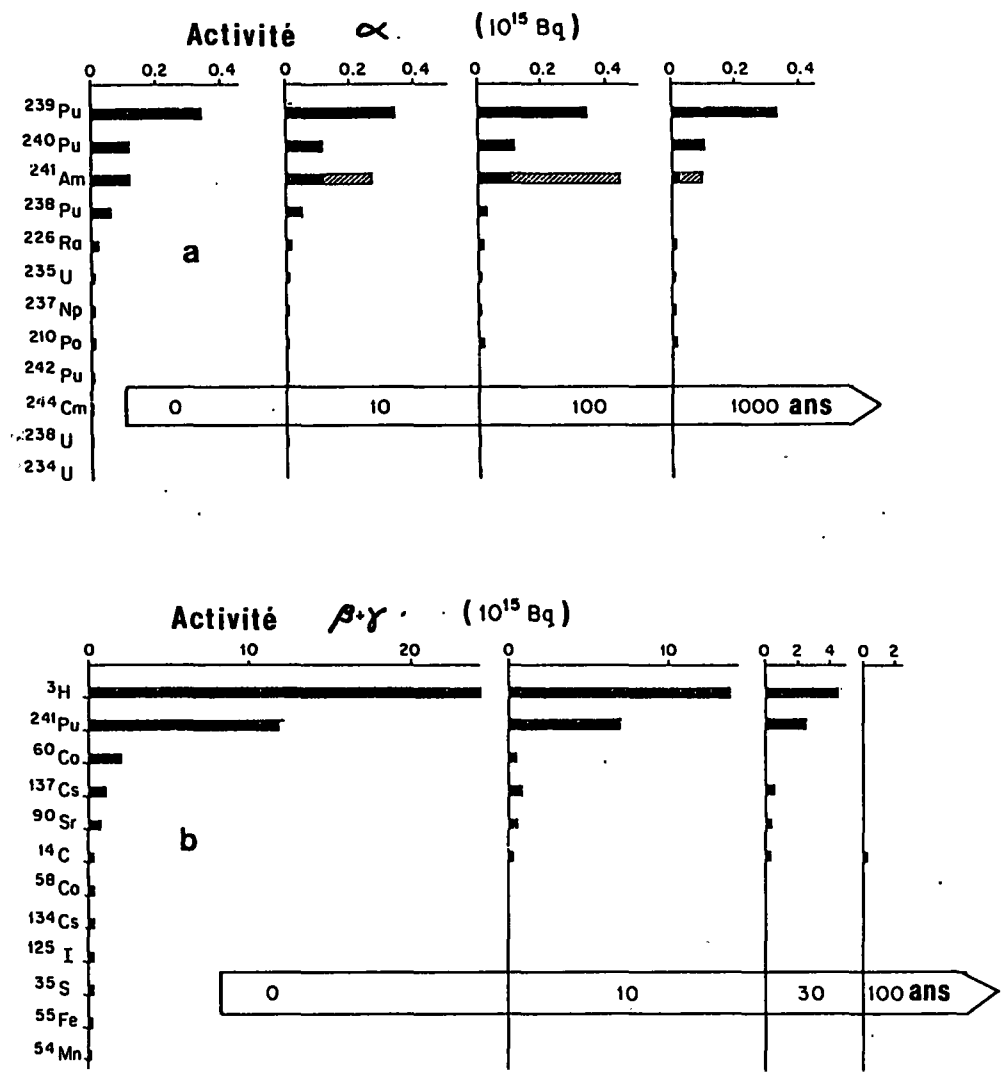 Activité α. (10¹⁵ Bq)
0 0.2 0.4 0 0.2 0.4 0 0.2 0.4 0 0.2 0.4
²³⁹Pu
²⁴⁰Pu
²⁴¹Am
²³⁸Pu
²²⁶Ra
a
²³⁵U
²³⁷Np
²¹⁰Po
²⁴²Pu
²⁴⁴Cm 0 10 100 1000 ans
²³⁸U
²³⁴U
Activité β+γ. (10¹⁵ Bq)
0 10 20 0 10 0 2 4 0 2
³H
²⁴¹Pu
⁶⁰Co
¹³⁷Cs
⁹⁰Sr
b
¹⁴C
⁵⁸Co
¹³⁴Cs
¹²⁵I
³⁵S 0 10 30 100 ans
⁵⁵Fe
⁵⁴Mn